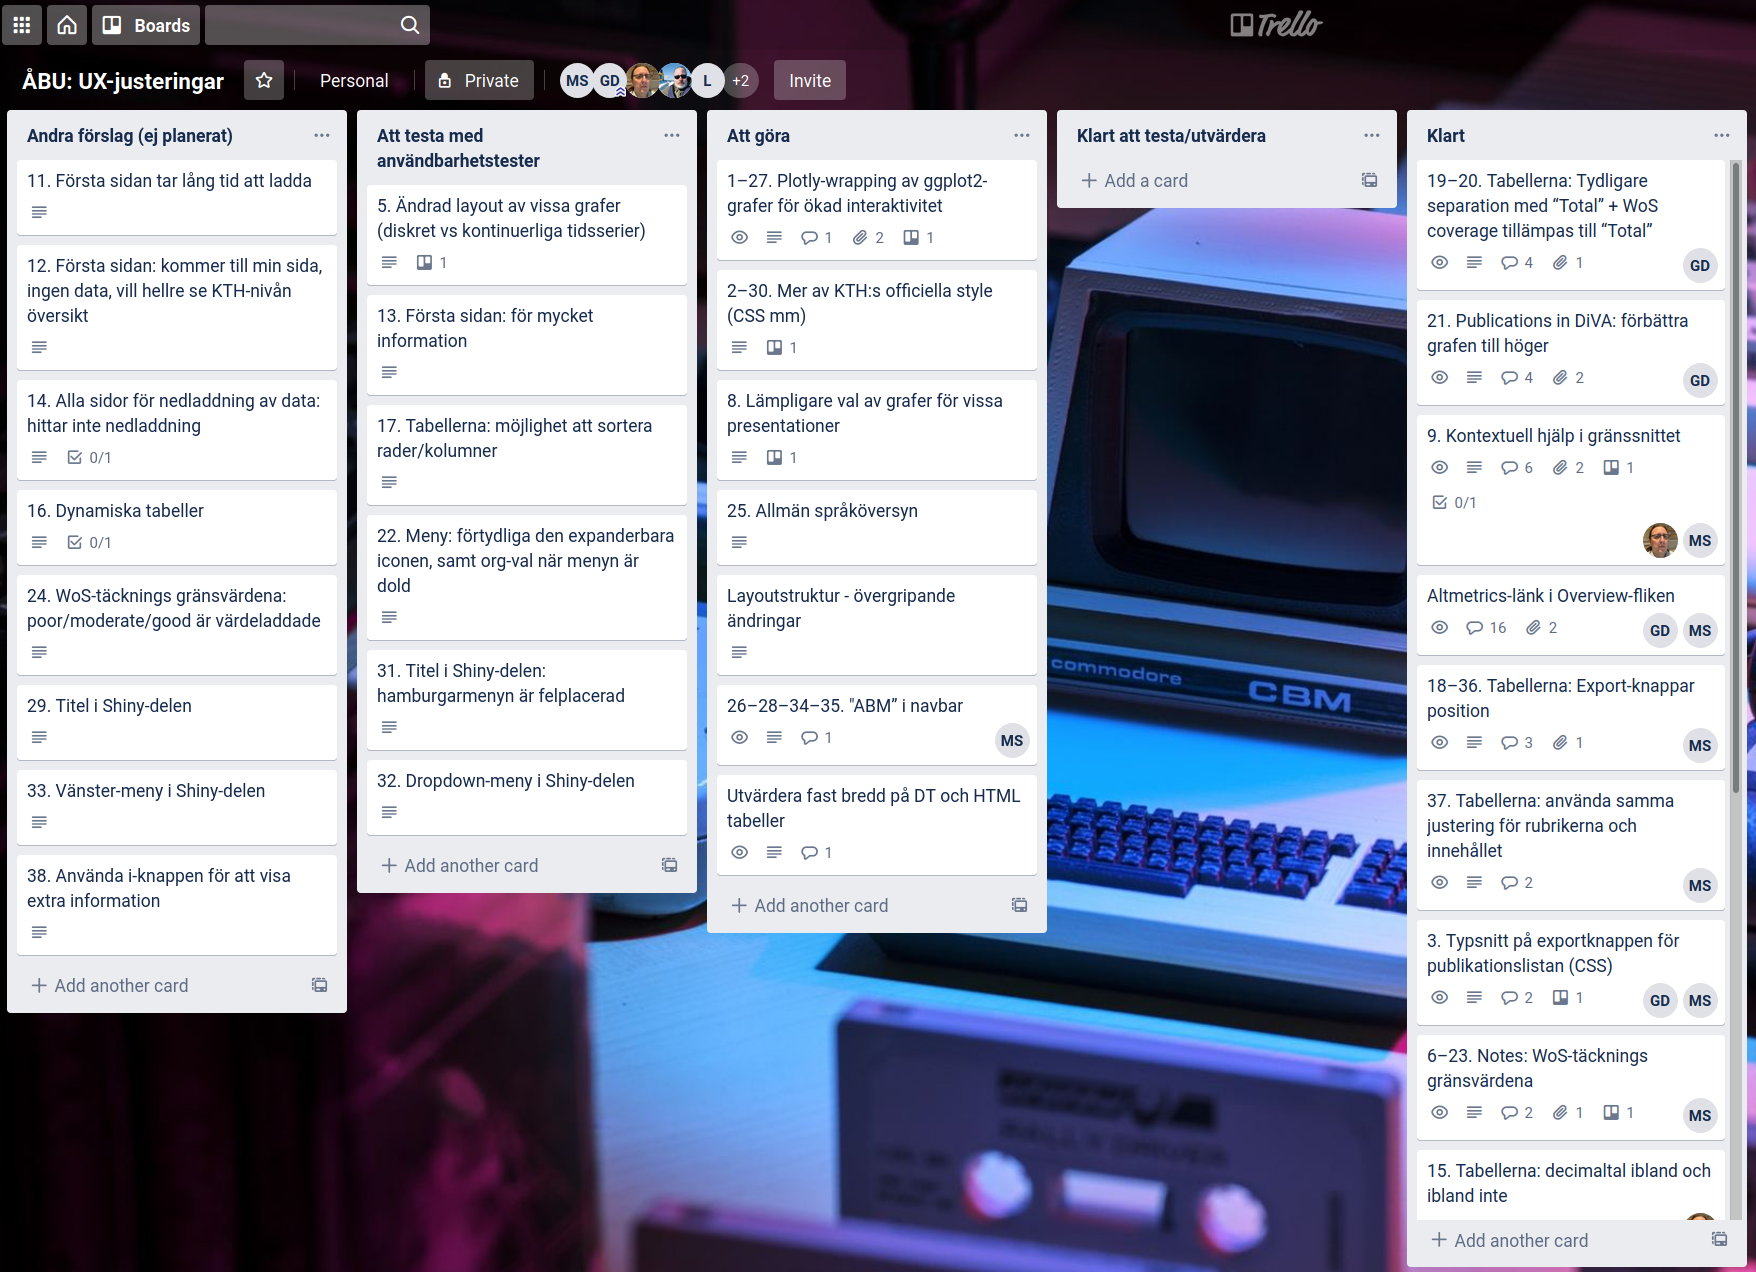 Boards
Trello
ÅBU: UX-justeringar
Personal
Private
MS
GD
L
+2
Invite
Andra förslag (ej planerat)
11. Första sidan tar lång tid att ladda
12. Första sidan: kommer till min sida,
ingen data, vill hellre se KTH-nivån
översikt
14. Alla sidor för nedladdning av data:
hittar inte nedladdning
0/1
16. Dynamiska tabeller
0/1
24. WoS-täcknings gränsvärdena:
poor/moderate/good är värdeladdade
29. Titel i Shiny-delen
33. Vänster-meny i Shiny-delen
38. Använda i-knappen för att visa
extra information
Add another card
Att testa med
användbarhetstester
5. Ändrad layout av vissa grafer
(diskret vs kontinuerliga tidsserier)
1
13. Första sidan: för mycket
information
17. Tabellerna: möjlighet att sortera
rader/kolumner
22. Meny: förtydliga den expanderbara
iconen, samt org-val när menyn är
dold
31. Titel i Shiny-delen:
hamburgarmenyn är felplacerad
32. Dropdown-meny i Shiny-delen
Add another card
Att göra
1–27. Plotly-wrapping av ggplot2-
grafer för ökad interaktivitet
1 2 1
2–30. Mer av KTH:s officiella style
(CSS mm)
1
8. Lämpligare val av grafer för vissa
presentationer
1
25. Allmän språköversyn
Layoutstruktur - övergripande
ändringar
26–28–34–35. "ABM” i navbar
1
MS
Utvärdera fast bredd på DT och HTML
tabeller
1
Add another card
Klart att testa/utvärdera
Add a card
commodore
CBM
Klart
19–20. Tabellerna: Tydligare
separation med “Total” + WoS
coverage tillämpas till “Total”
4 1
GD
21. Publications in DiVA: förbättra
grafen till höger
4 2
GD
9. Kontextuell hjälp i gränssnittet
6 2 1
0/1
MS
Altmetrics-länk i Overview-fliken
16 2
GD MS
18–36. Tabellerna: Export-knappar
position
3 1
MS
37. Tabellerna: använda samma
justering för rubrikerna och
innehållet
2
MS
3. Typsnitt på exportknappen för
publikationslistan (CSS)
2 1
GD MS
6–23. Notes: WoS-täcknings
gränsvärdena
2 1 1
MS
15. Tabellerna: decimaltal ibland och
ibland inte
Add another card